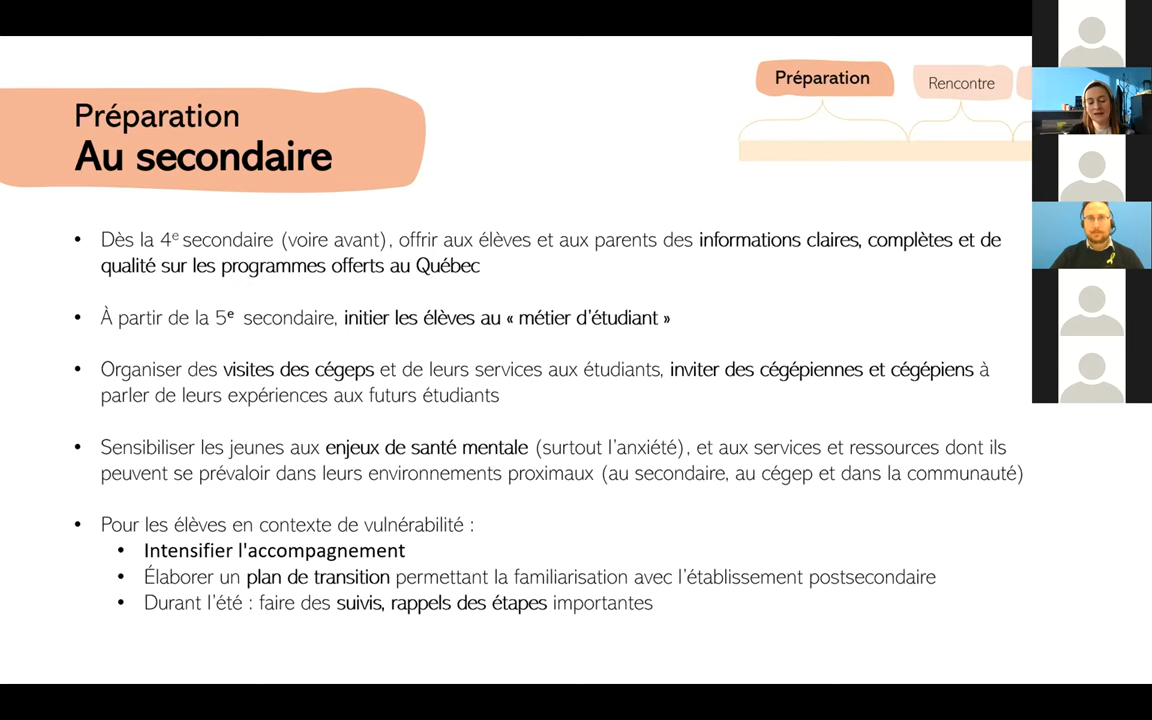 Préparation
Rencontre
Préparation
Au secondaire
• Dès la 4e secondaire (voire avant), offrir aux élèves et aux parents des informations claires, complètes et de
qualité sur les programmes offerts au Québec
• À partir de la 5e secondaire, initier les élèves au « métier d'étudiant »
• Organiser des visites des cégeps et de leurs services aux étudiants, inviter des cégépiennes et cégépiens à
parler de leurs expériences aux futurs étudiants
• Sensibiliser les jeunes aux enjeux de santé mentale (surtout l'anxiété), et aux services et ressources dont ils
peuvent se prévaloir dans leurs environnements proximaux (au secondaire, au cégep et dans la communauté)
• Pour les élèves en contexte de vulnérabilité :
• Intensifier l'accompagnement
• Élaborer un plan de transition permettant la familiarisation avec l'établissement postsecondaire
• Durant l'été : faire des suivis, rappels des étapes importantes